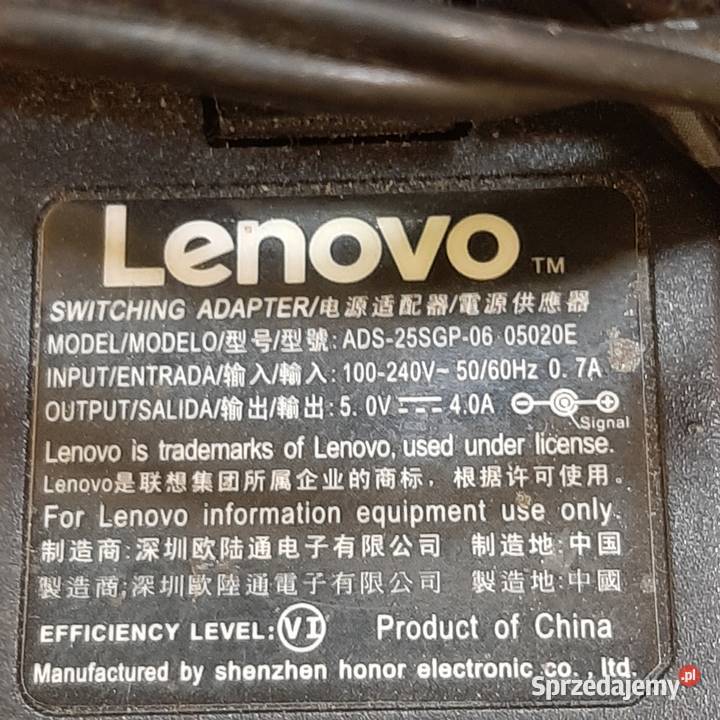 Lenovo TM
SWITCHING ADAPTER/电源适配器/電源供應器
MODEL/MODELO/型号/型號: ADS-25SGP-06 05020E
INPUT/ENTRADA/输入/輸入: 100-240V~ 50/60Hz 0.7A
OUTPUT/SALIDA/输出/輸出: 5.0V⎓4.0A
Signal
Lenovo is trademarks of Lenovo, used under license.
Lenovo是联想集团所属企业的商标，根据许可使用。
For Lenovo information equipment use only.
制造商:深圳欧陆通电子有限公司 制造地:中国
製造商:深圳歐陸通電子有限公司 製造地:中國
EFFICIENCY LEVEL: VI Product of China
Manufactured by shenzhen honor electronic co., ltd.
Sprzedajemy.pl